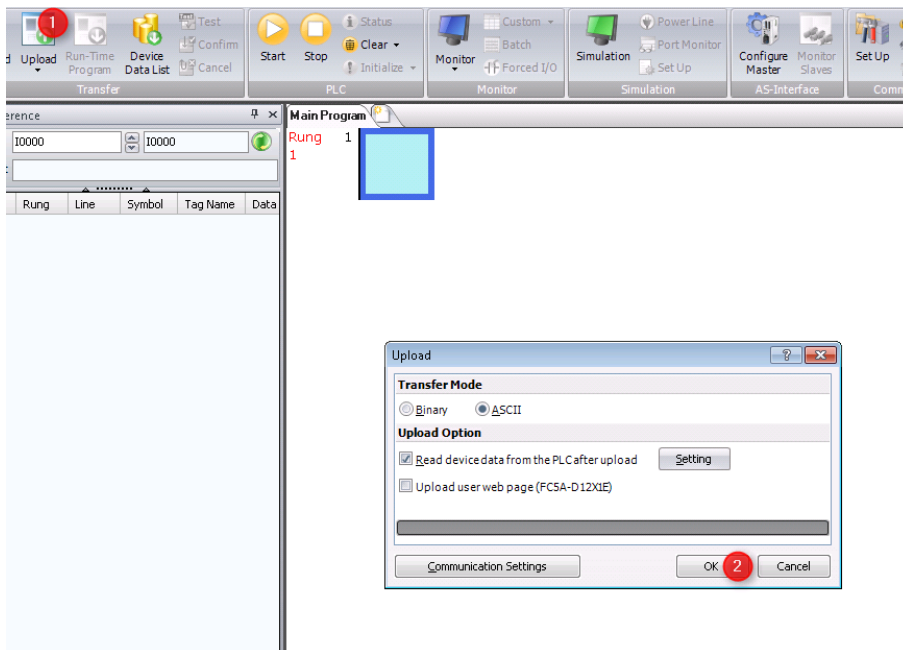 1
d Upload Run-Time Program Device Data List Test Confirm Cancel
Transfer
Start Stop Status Clear Initialize
PLC
Monitor Custom Batch Forced I/O
Monitor
Simulation Power Line Port Monitor Set Up
Simulation
Configure Master Monitor Slaves
AS-Interface
Set Up
Comm
erence
I0000 I0000
:
Rung Line Symbol Tag Name Data
Main Program
Rung 1
1
Upload
Transfer Mode
Binary ASCII
Upload Option
Read device data from the PLC after upload Setting
Upload user web page (FC5A-D12X1E)
Communication Settings OK 2 Cancel